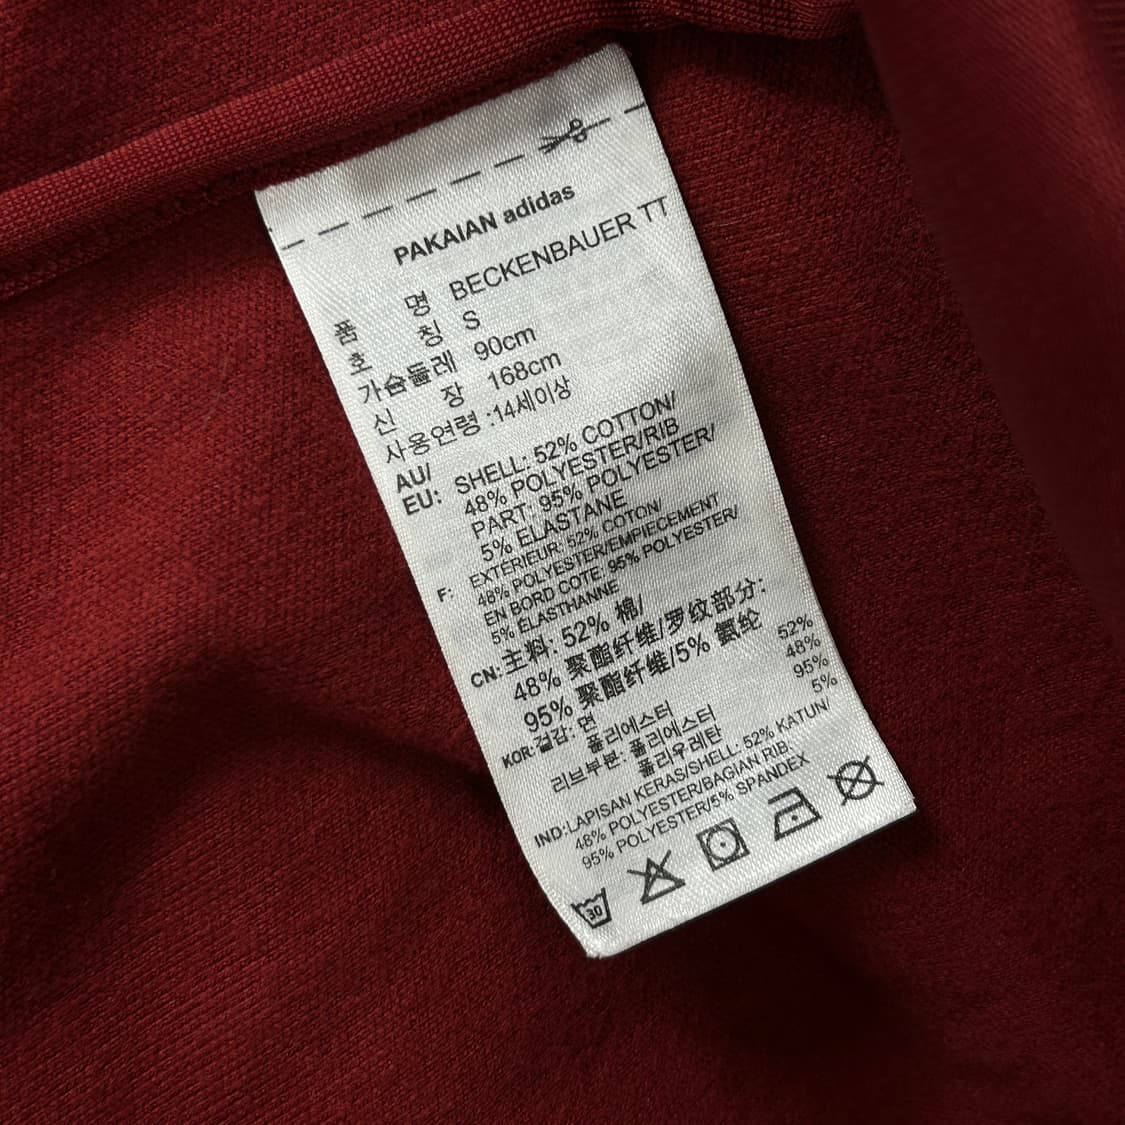 PAKAIAN adidas
품 명 BECKENBAUER TT
호 칭 S
가슴둘레 90cm
신 장 168cm
사용연령 :14세이상
AU/
EU: SHELL: 52% COTTON/
48% POLYESTER/RIB
PART: 95% POLYESTER/
5% ELASTANE
F: EXTERIEUR: 52% COTON/
48% POLYESTER/EMPIECEMENT
EN BORD COTE: 95% POLYESTER/
5% ELASTHANNE
CN: 主料: 52% 棉/
48% 聚酯纤维/罗纹部分:
95% 聚酯纤维/5% 氨纶
KOR: 겉감: 면 52%
폴리에스터 48%
리브부분: 폴리에스터 95%
폴리우레탄 5%
IND:LAPISAN KERAS/SHELL: 52% KATUN/
48% POLYESTER/BAGIAN RIB:
95% POLYESTER/5% SPANDEX
30